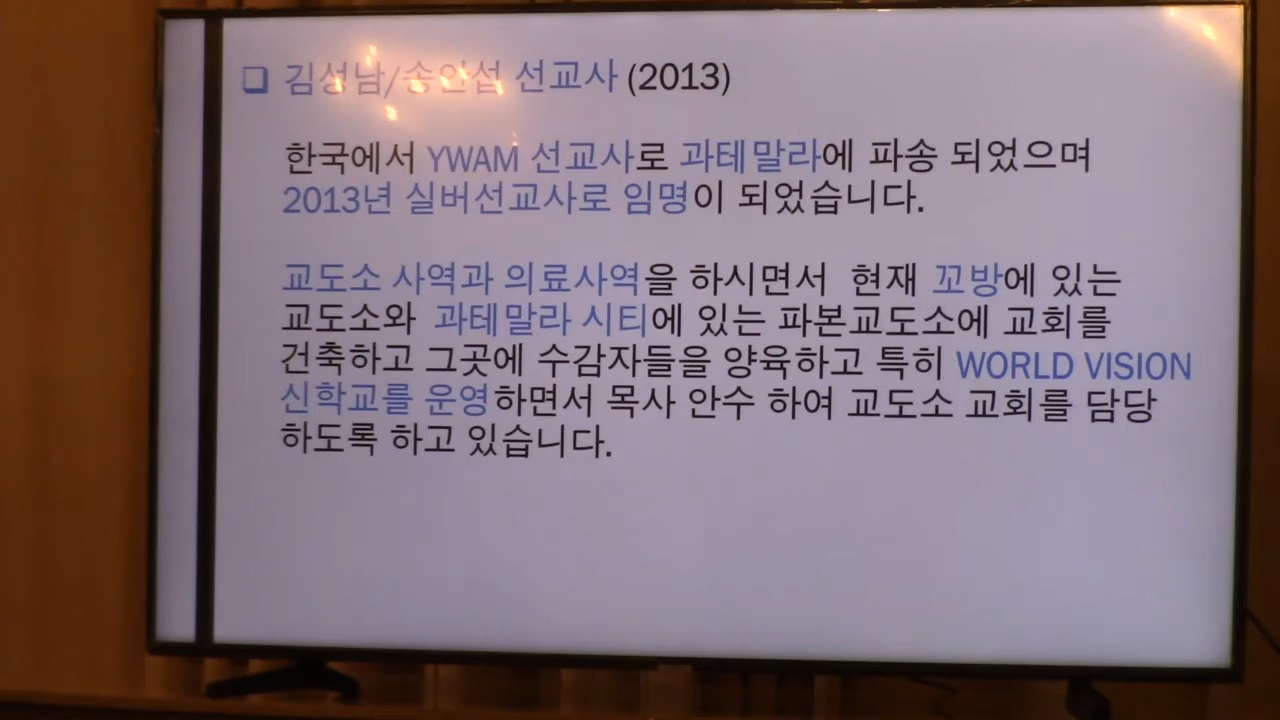 ❑ 김성남/송인섭 선교사 (2013)
한국에서 YWAM 선교사로 과테말라에 파송 되었으며
2013년 실버선교사로 임명이 되었습니다.
교도소 사역과 의료사역을 하시면서 현재 꼬방에 있는
교도소와 과테말라 시티에 있는 파본교도소에 교회를
건축하고 그곳에 수감자들을 양육하고 특히 WORLD VISION
신학교를 운영하면서 목사 안수 하여 교도소 교회를 담당
하도록 하고 있습니다.